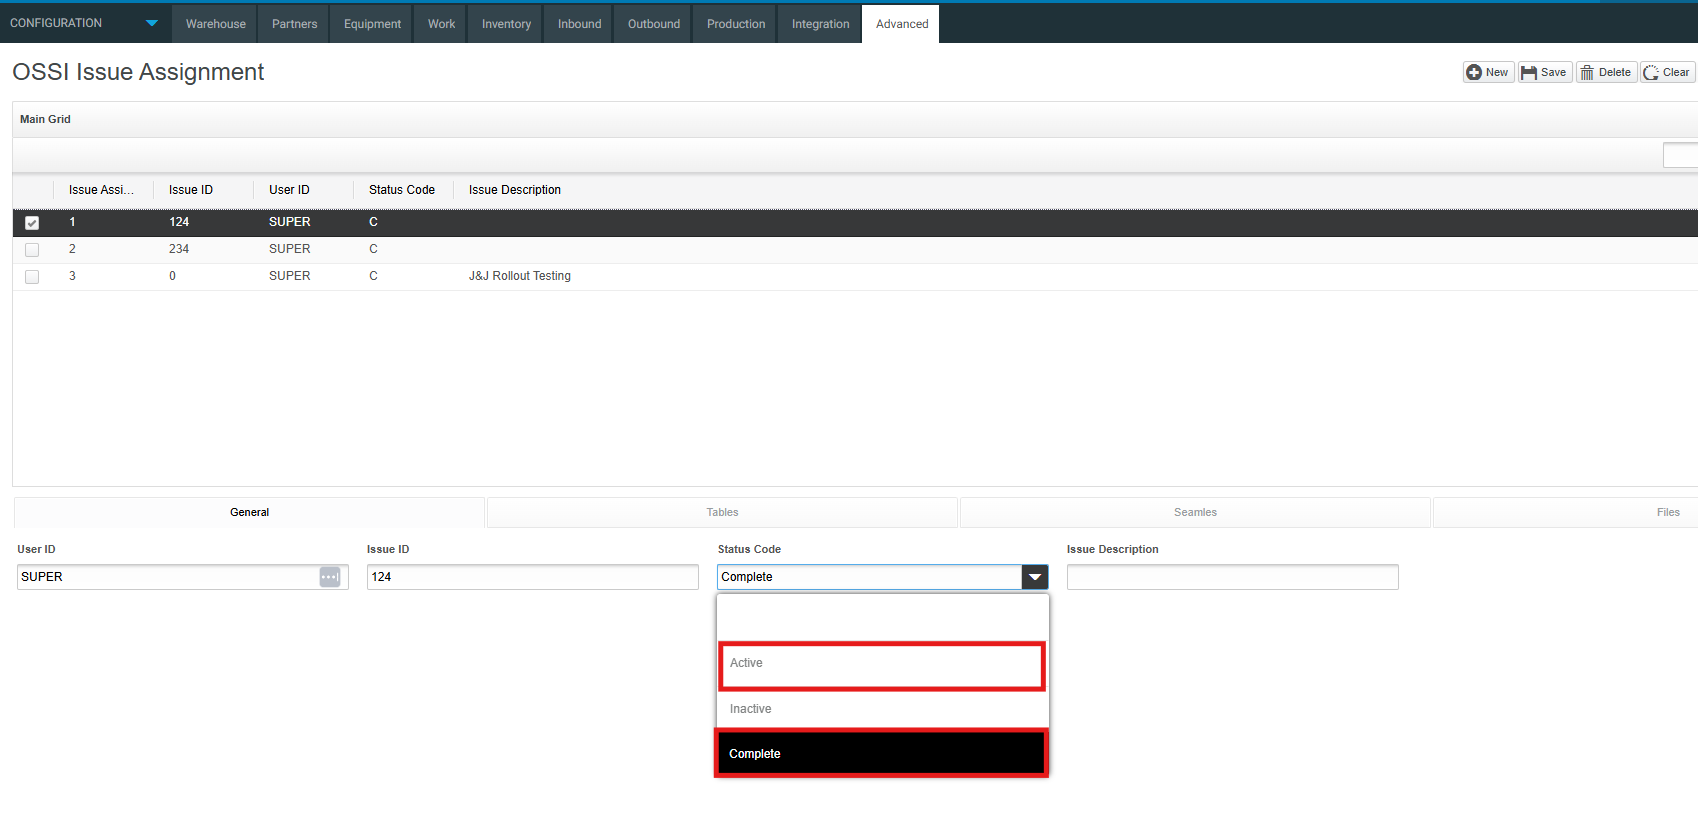 CONFIGURATION Warehouse Partners Equipment Work Inventory Inbound Outbound Production Integration Advanced
OSSI Issue Assignment
New Save Delete Clear
Main Grid
Issue Assi... Issue ID User ID Status Code Issue Description
1 124 SUPER C
2 234 SUPER C
3 0 SUPER C J&J Rollout Testing
General Tables Seamles Files
User ID Issue ID Status Code Issue Description
SUPER 124 Complete
Active
Inactive
Complete